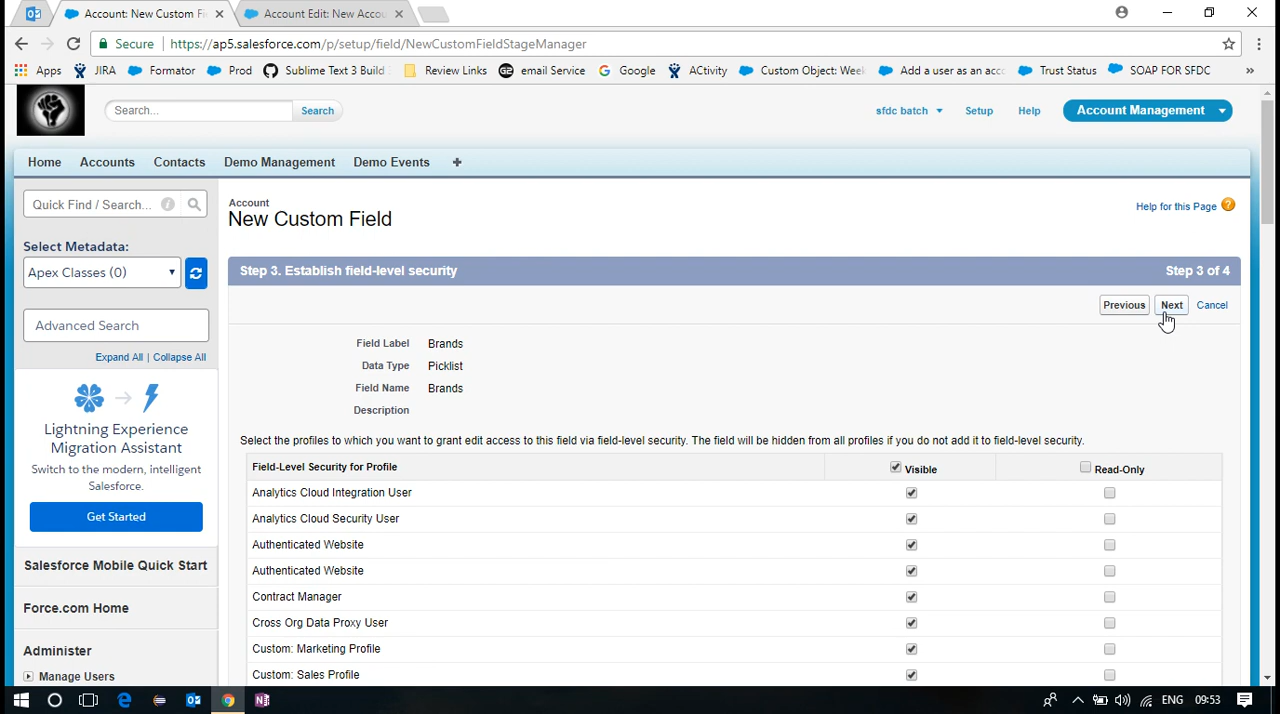 Account: New Custom Fi
Account Edit: New Accou
Secure
https://ap5.salesforce.com/p/setup/field/NewCustomFieldStageManager
Apps
JIRA
Formator
Prod
Sublime Text 3 Build
Review Links
G2
email Service
Google
ACtivity
Custom Object: Week
Add a user as an acco
Trust Status
SOAP FOR SFDC
»
Search...
Search
sfdc batch
Setup
Help
Account Management
Home
Accounts
Contacts
Demo Management
Demo Events
+
Quick Find / Search...
Select Metadata:
Apex Classes (0)
Advanced Search
Expand All | Collapse All
Lightning Experience
Migration Assistant
Switch to the modern, intelligent
Salesforce.
Get Started
Salesforce Mobile Quick Start
Force.com Home
Administer
Manage Users
Account
New Custom Field
Help for this Page
Step 3. Establish field-level security
Step 3 of 4
Previous
Next
Cancel
Field Label Brands
Data Type Picklist
Field Name Brands
Description
Select the profiles to which you want to grant edit access to this field via field-level security. The field will be hidden from all profiles if you do not add it to field-level security.
Field-Level Security for Profile Visible Read-Only
Analytics Cloud Integration User
Analytics Cloud Security User
Authenticated Website
Authenticated Website
Contract Manager
Cross Org Data Proxy User
Custom: Marketing Profile
Custom: Sales Profile
ENG
09:53